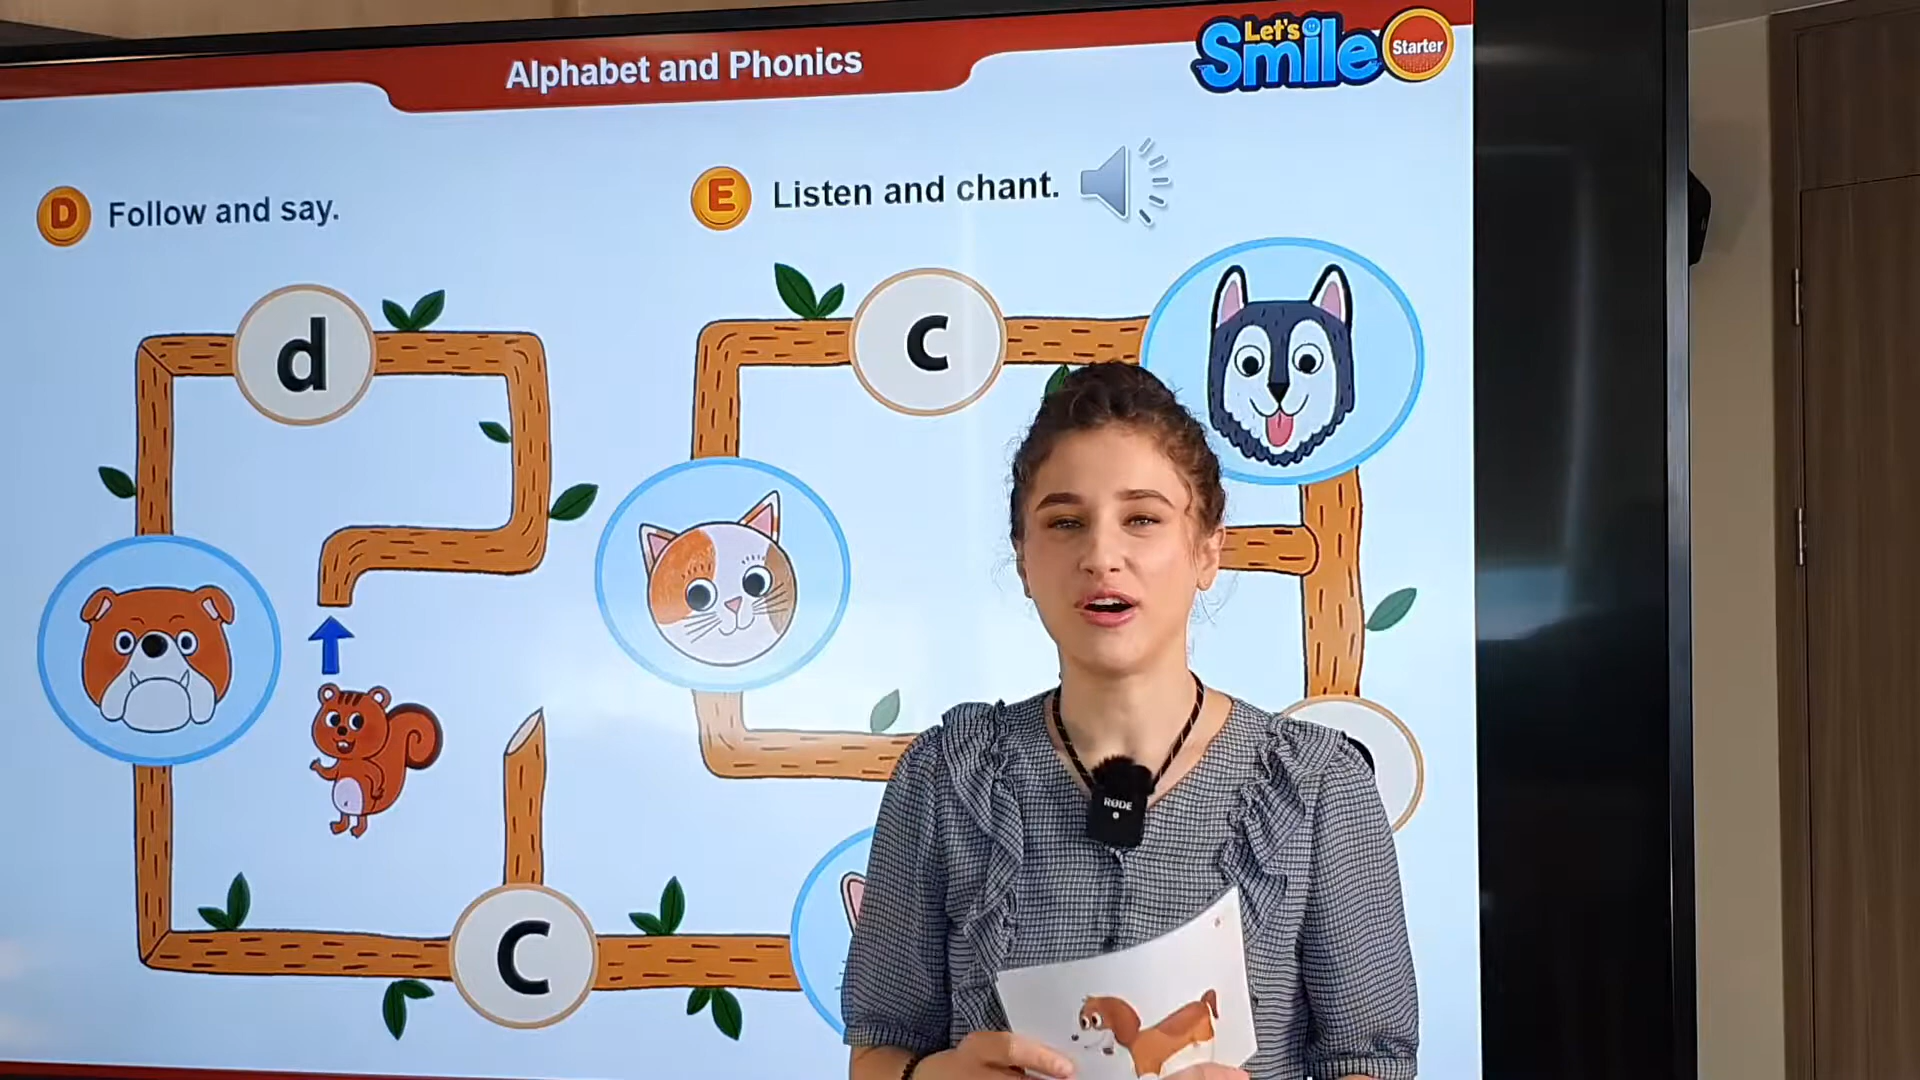 Alphabet and Phonics
Let's
Smile
Starter
D Follow and say.
E Listen and chant.
d
c
C
RØDE